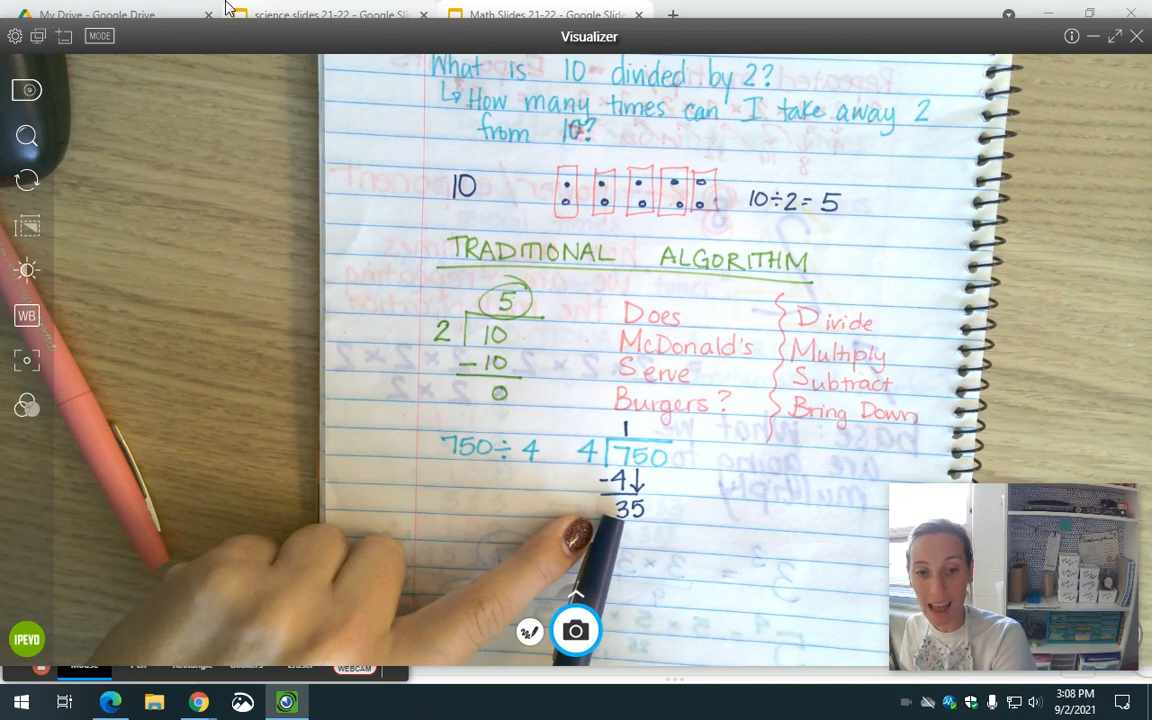 My Drive - Google Drive
science slides 21-22 - Google Sli
Math Slides 21-22 - Google Slide
MODE
Visualizer
What is 10 divided by 2?
↳ How many times can I take away 2
from 10?
10
10÷2=5
TRADITIONAL ALGORITHM
5
2 10
-10
0
Does
McDonald's
Serve
Burgers?
Divide
Multiply
Subtract
Bring Down
750÷4
1
4 750
-4↓
35
WB
IPEVO
WEBCAM
3:08 PM
9/2/2021